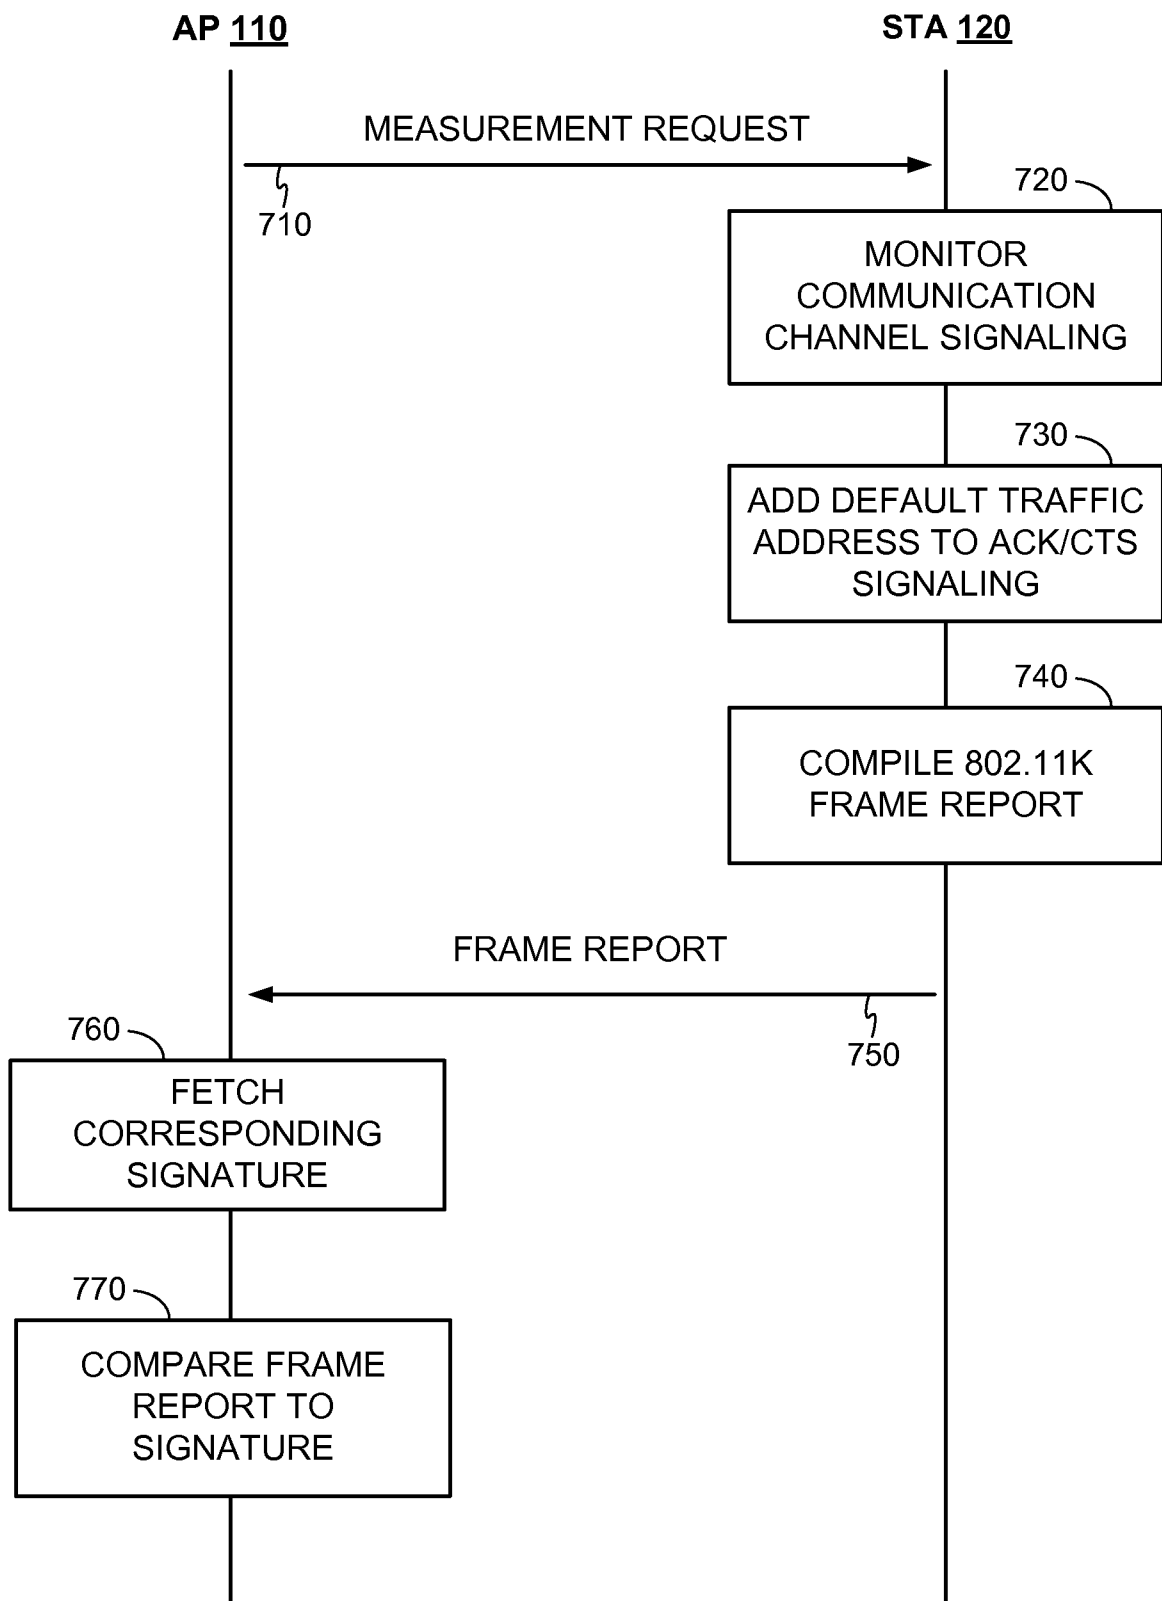 AP 110
STA 120
MEASUREMENT REQUEST
710
720
MONITOR
COMMUNICATION
CHANNEL SIGNALING
730
ADD DEFAULT TRAFFIC
ADDRESS TO ACK/CTS
SIGNALING
740
COMPILE 802.11K
FRAME REPORT
FRAME REPORT
750
760
FETCH
CORRESPONDING
SIGNATURE
770
COMPARE FRAME
REPORT TO
SIGNATURE